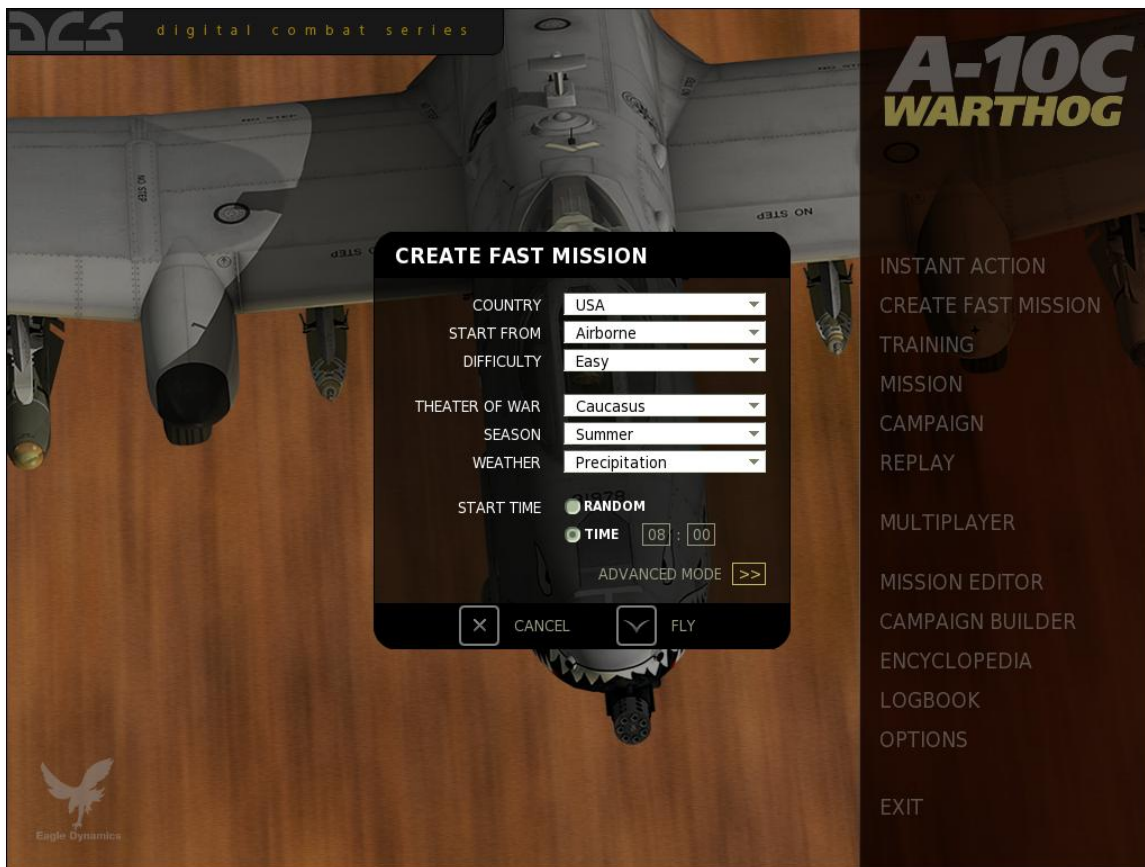 DCS digital combat series
A-10C
WARTHOG
NO STEP
NO STEP
NO STEP
CREATE FAST MISSION
COUNTRY USA
START FROM Airborne
DIFFICULTY Easy
THEATER OF WAR Caucasus
SEASON Summer
WEATHER Precipitation
START TIME RANDOM
TIME 08 : 00
ADVANCED MODE >>
CANCEL FLY
INSTANT ACTION
CREATE FAST MISSION
TRAINING
MISSION
CAMPAIGN
REPLAY
MULTIPLAYER
MISSION EDITOR
CAMPAIGN BUILDER
ENCYCLOPEDIA
LOGBOOK
OPTIONS
EXIT
Eagle Dynamics